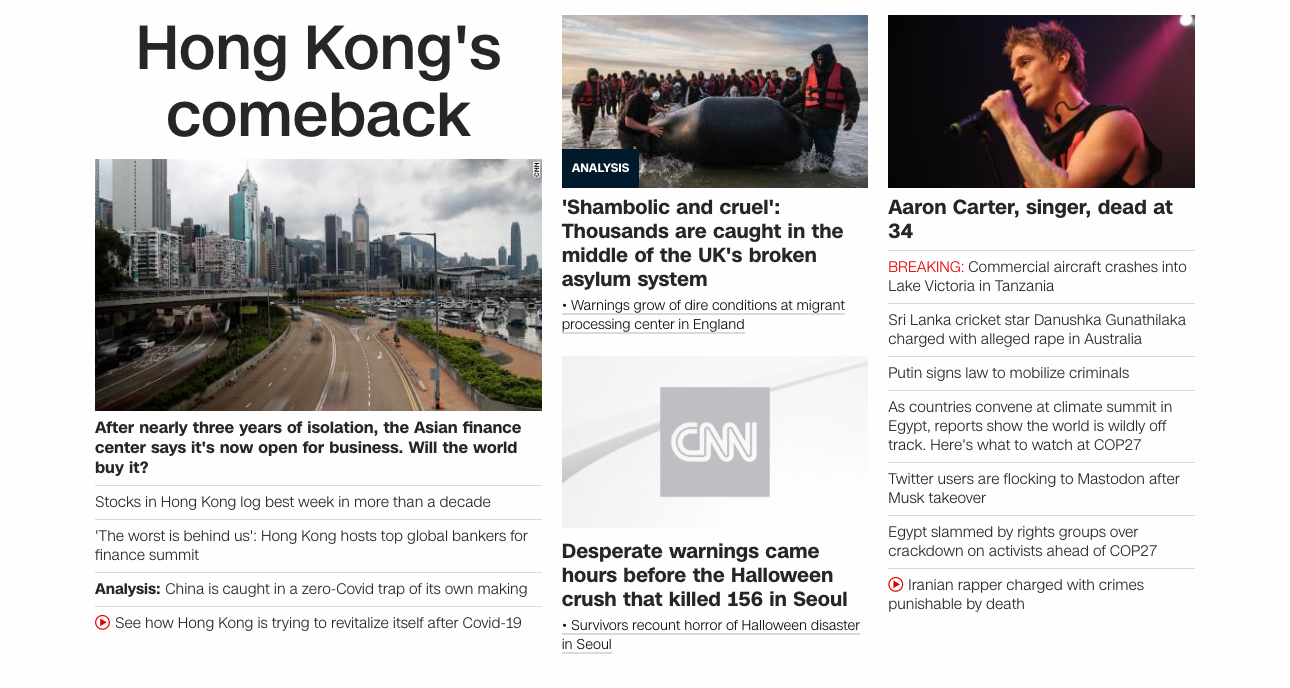 Hong Kong's
comeback
CNN
After nearly three years of isolation, the Asian finance
center says it's now open for business. Will the world
buy it?
Stocks in Hong Kong log best week in more than a decade
'The worst is behind us': Hong Kong hosts top global bankers for
finance summit
Analysis: China is caught in a zero-Covid trap of its own making
See how Hong Kong is trying to revitalize itself after Covid-19
ANALYSIS
'Shambolic and cruel':
Thousands are caught in the
middle of the UK's broken
asylum system
• Warnings grow of dire conditions at migrant
processing center in England
CNN
Desperate warnings came
hours before the Halloween
crush that killed 156 in Seoul
• Survivors recount horror of Halloween disaster
in Seoul
Aaron Carter, singer, dead at
34
BREAKING: Commercial aircraft crashes into
Lake Victoria in Tanzania
Sri Lanka cricket star Danushka Gunathilaka
charged with alleged rape in Australia
Putin signs law to mobilize criminals
As countries convene at climate summit in
Egypt, reports show the world is wildly off
track. Here's what to watch at COP27
Twitter users are flocking to Mastodon after
Musk takeover
Egypt slammed by rights groups over
crackdown on activists ahead of COP27
Iranian rapper charged with crimes
punishable by death